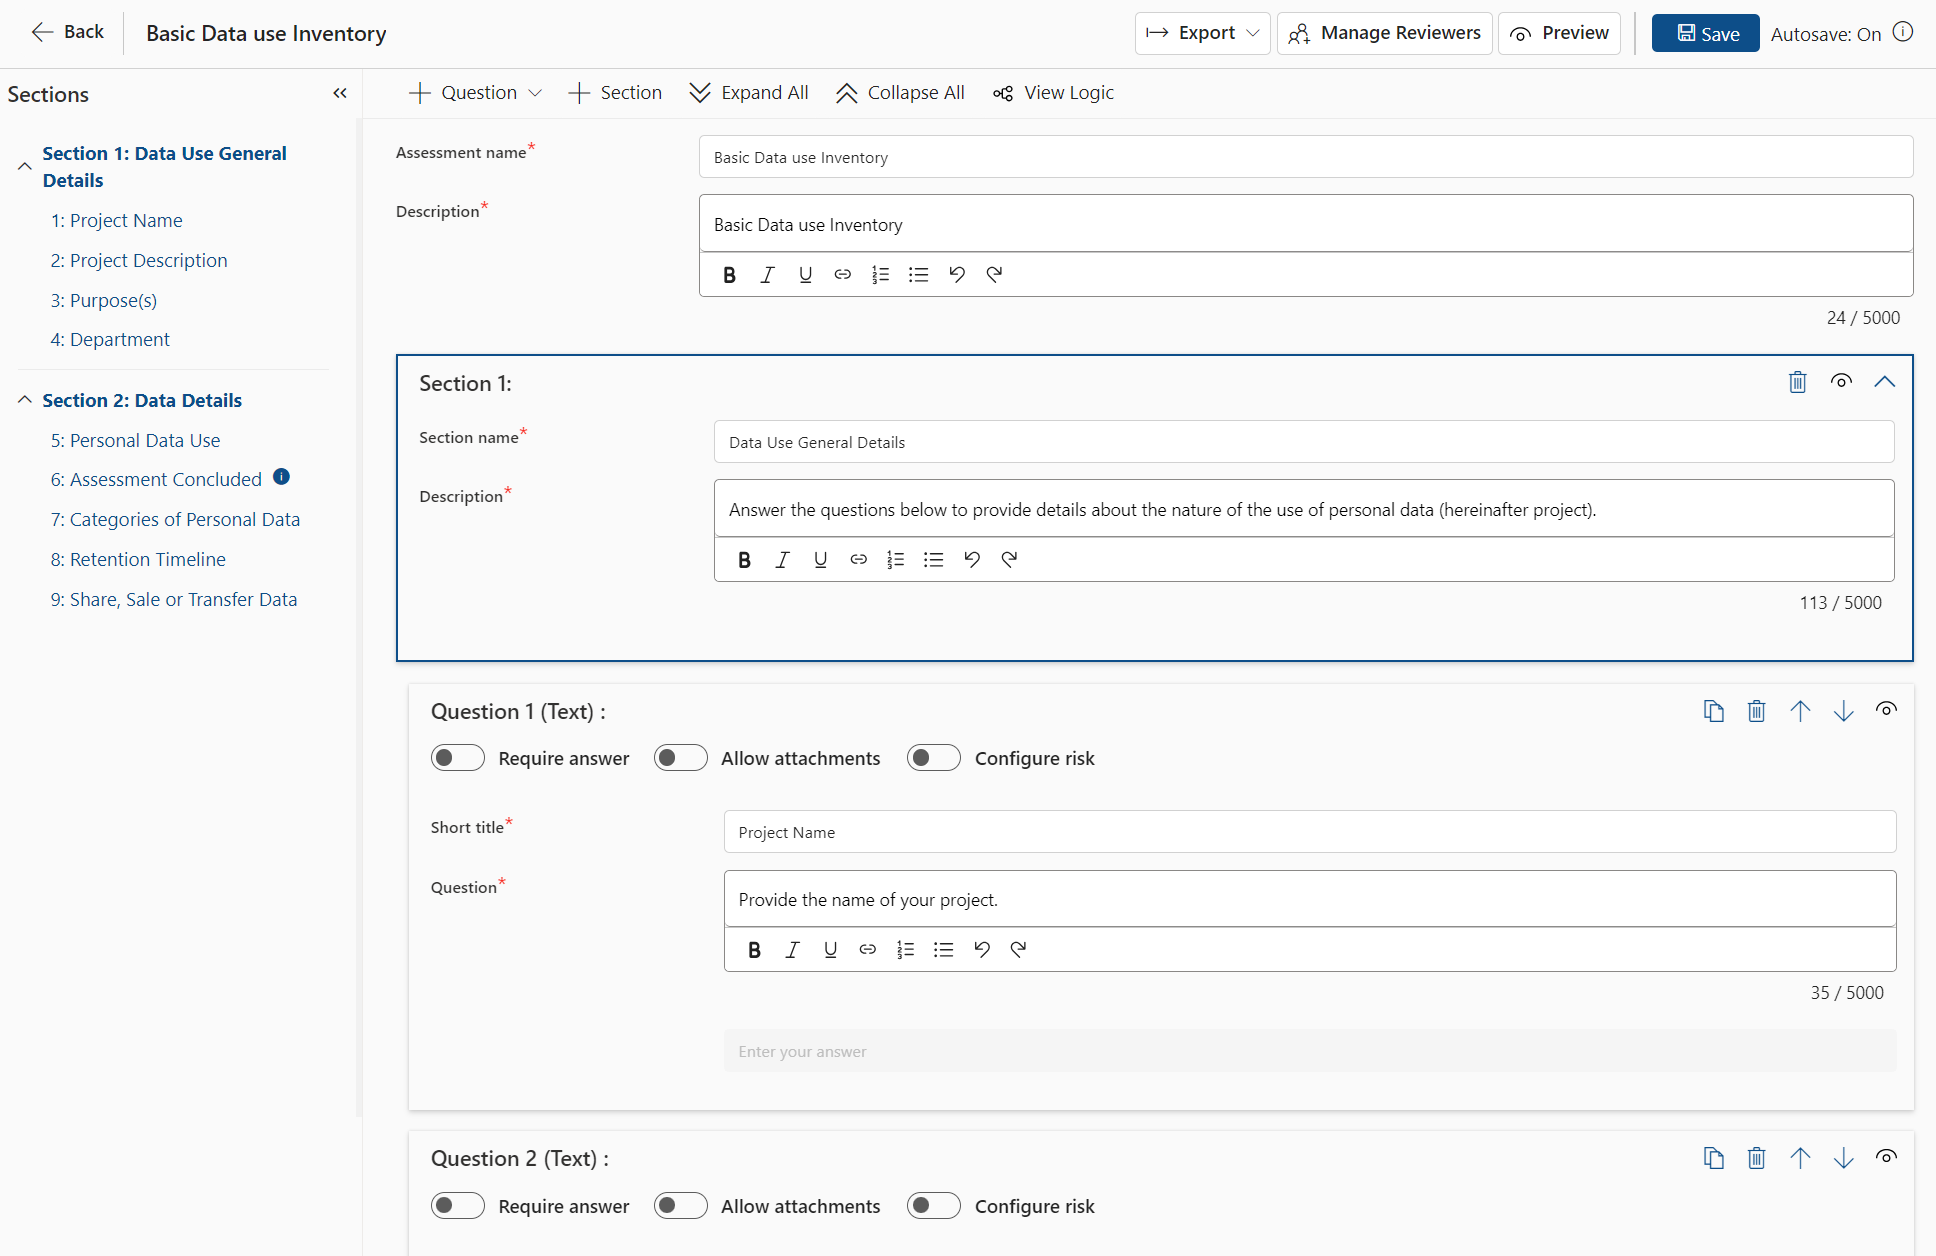 Back
Basic Data use Inventory
Export
Manage Reviewers
Preview
Save
Autosave: On
Sections
Section 1: Data Use General
Details
1: Project Name
2: Project Description
3: Purpose(s)
4: Department
Section 2: Data Details
5: Personal Data Use
6: Assessment Concluded
7: Categories of Personal Data
8: Retention Timeline
9: Share, Sale or Transfer Data
Question
Section
Expand All
Collapse All
View Logic
Assessment name*
Basic Data use Inventory
Description*
Basic Data use Inventory
B I U
24 / 5000
Section 1:
Section name*
Data Use General Details
Description*
Answer the questions below to provide details about the nature of the use of personal data (hereinafter project).
B I U
113 / 5000
Question 1 (Text) :
Require answer
Allow attachments
Configure risk
Short title*
Project Name
Question*
Provide the name of your project.
B I U
35 / 5000
Enter your answer
Question 2 (Text) :
Require answer
Allow attachments
Configure risk